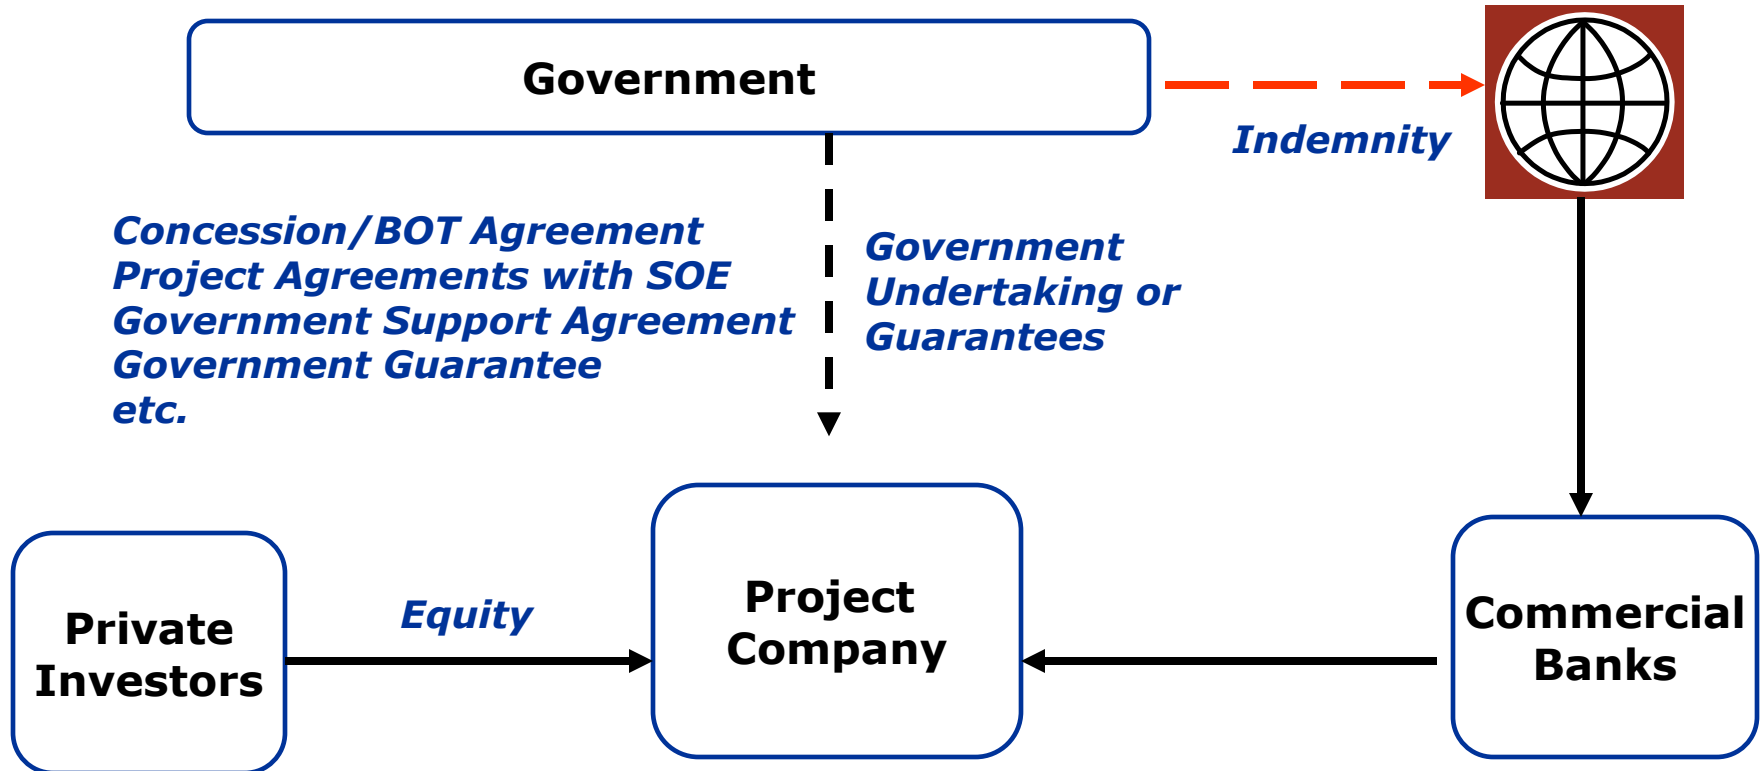 Government
Indemnity
Concession/BOT Agreement
Project Agreements with SOE
Government Support Agreement
Government Guarantee
etc.
Government
Undertaking or
Guarantees
Private
Investors
Equity
Project
Company
Commercial
Banks